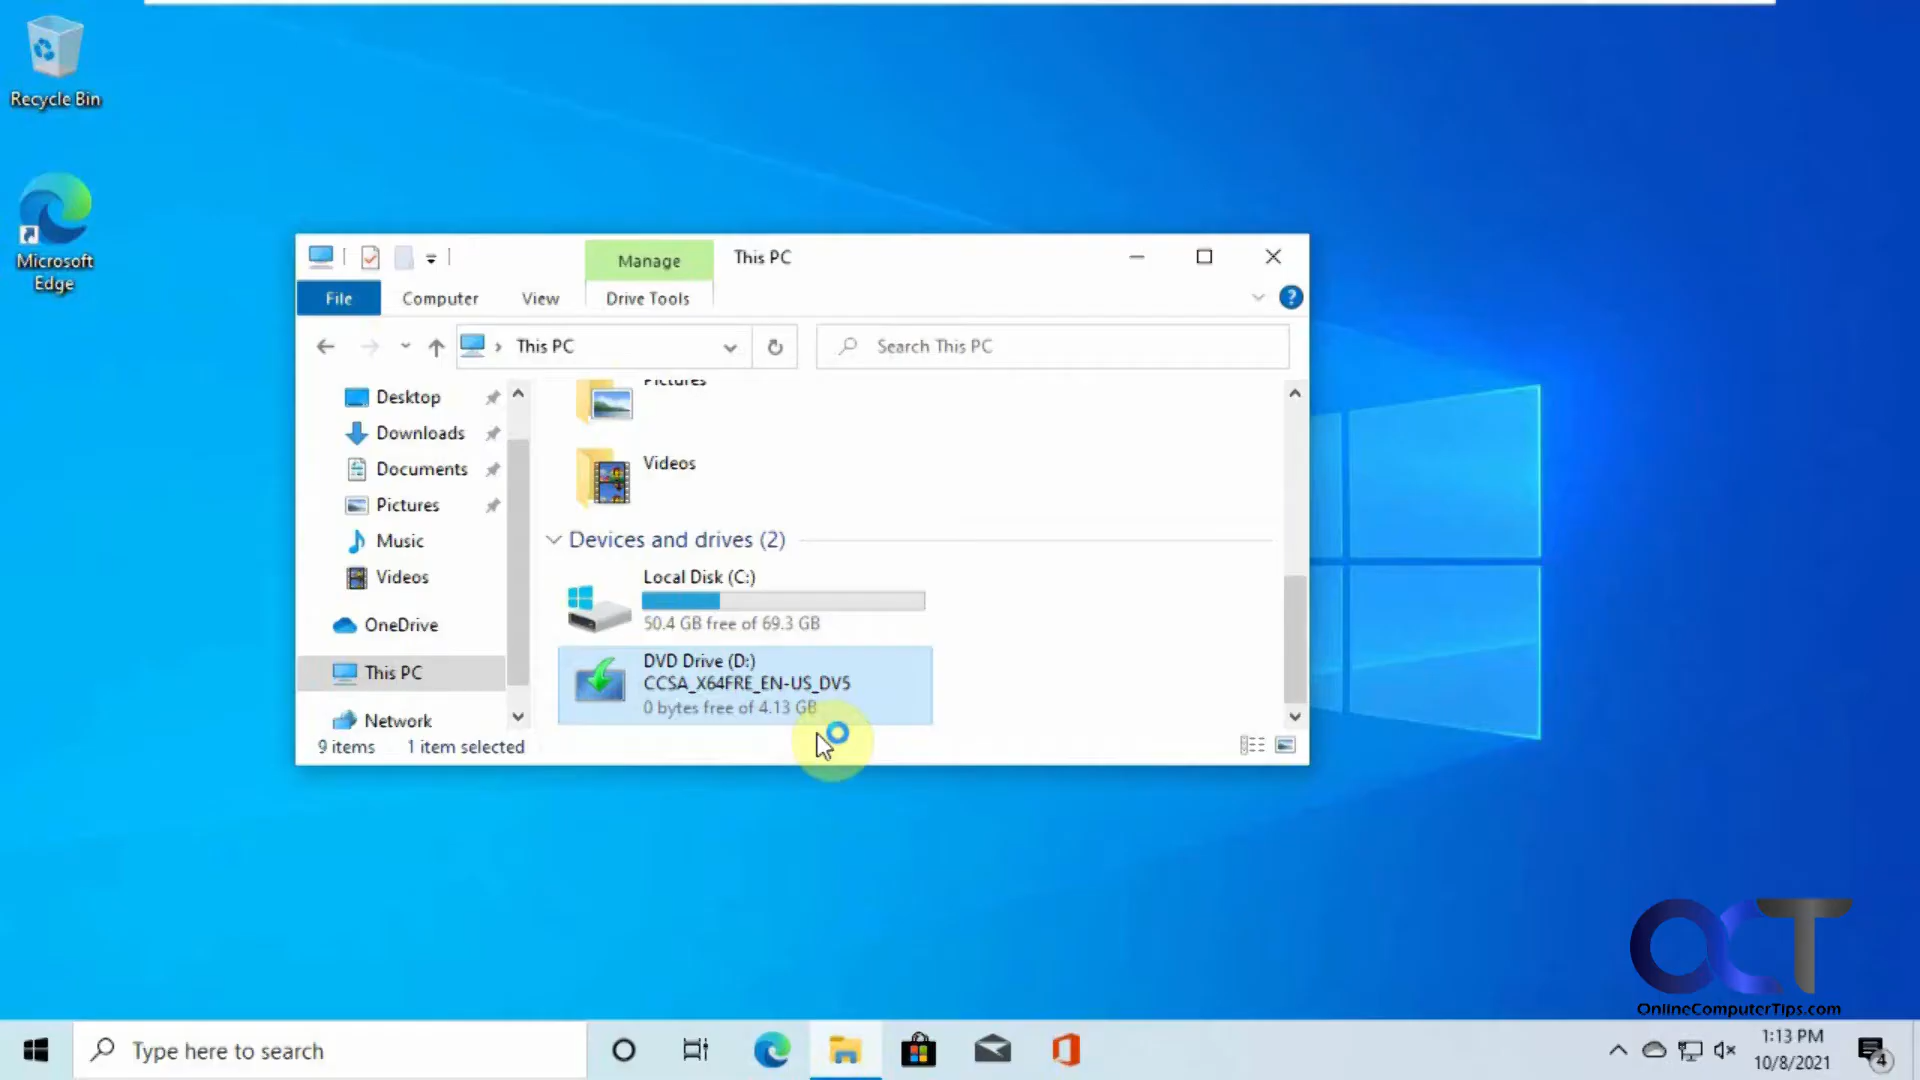 Recycle Bin
Microsoft
Edge
Manage
This PC
File
Computer
View
Drive Tools
This PC
Search This PC
Desktop
Downloads
Documents
Pictures
Music
Videos
OneDrive
This PC
Network
Pictures
Videos
Devices and drives (2)
Local Disk (C:)
50.4 GB free of 69.3 GB
DVD Drive (D:)
CCSA_X64FRE_EN-US_DV5
0 bytes free of 4.13 GB
9 items
1 item selected
OCT
OnlineComputerTips.com
Type here to search
1:13 PM
10/8/2021
4